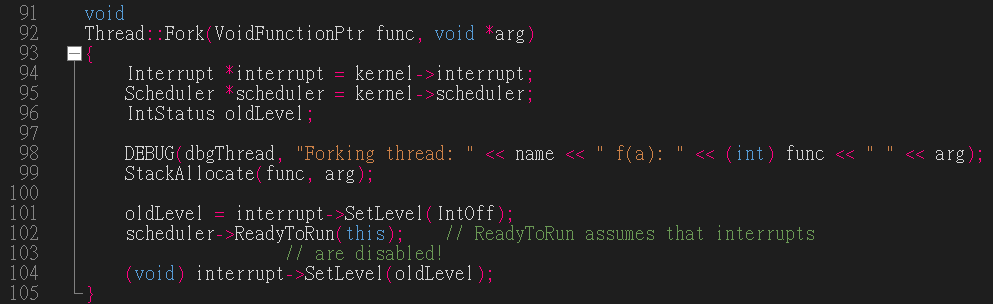 91 void
92 Thread::Fork(VoidFunctionPtr func, void *arg)
93 {
94     Interrupt *interrupt = kernel->interrupt;
95     Scheduler *scheduler = kernel->scheduler;
96     IntStatus oldLevel;
97
98     DEBUG(dbgThread, "Forking thread: " << name << " f(a): " << (int) func << " " << arg);
99     StackAllocate(func, arg);
100
101     oldLevel = interrupt->SetLevel(IntOff);
102     scheduler->ReadyToRun(this);    // ReadyToRun assumes that interrupts
103                     // are disabled!
104     (void) interrupt->SetLevel(oldLevel);
105 }